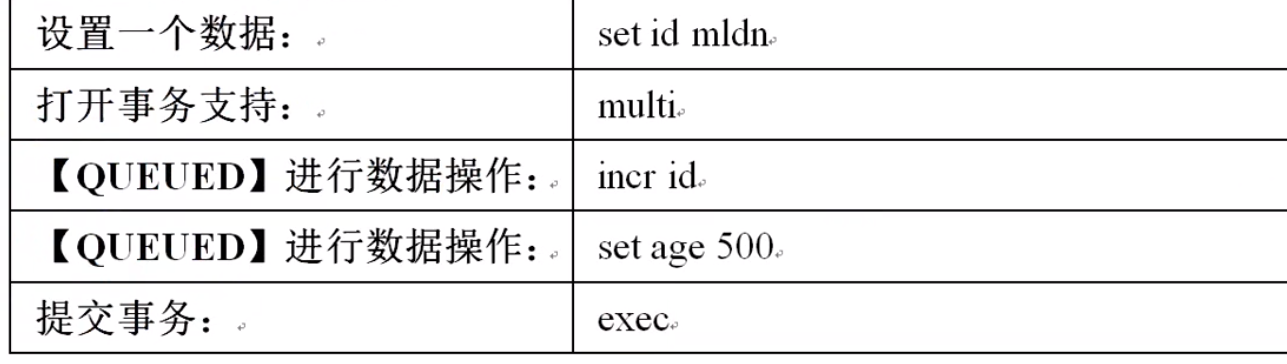 设置一个数据： set id mldn
打开事务支持： multi
【QUEUED】进行数据操作： incr id
【QUEUED】进行数据操作： set age 500
提交事务： exec